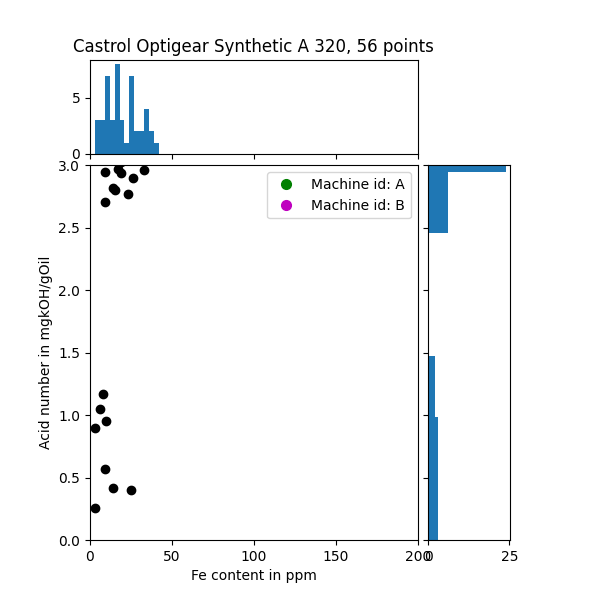 Castrol Optigear Synthetic A 320, 56 points
5
0
3.0
2.5
2.0
1.5
1.0
0.5
0.0
Acid number in mgkOH/gOil
Machine id: A
Machine id: B
0 50 100 150 200
0 25
Fe content in ppm